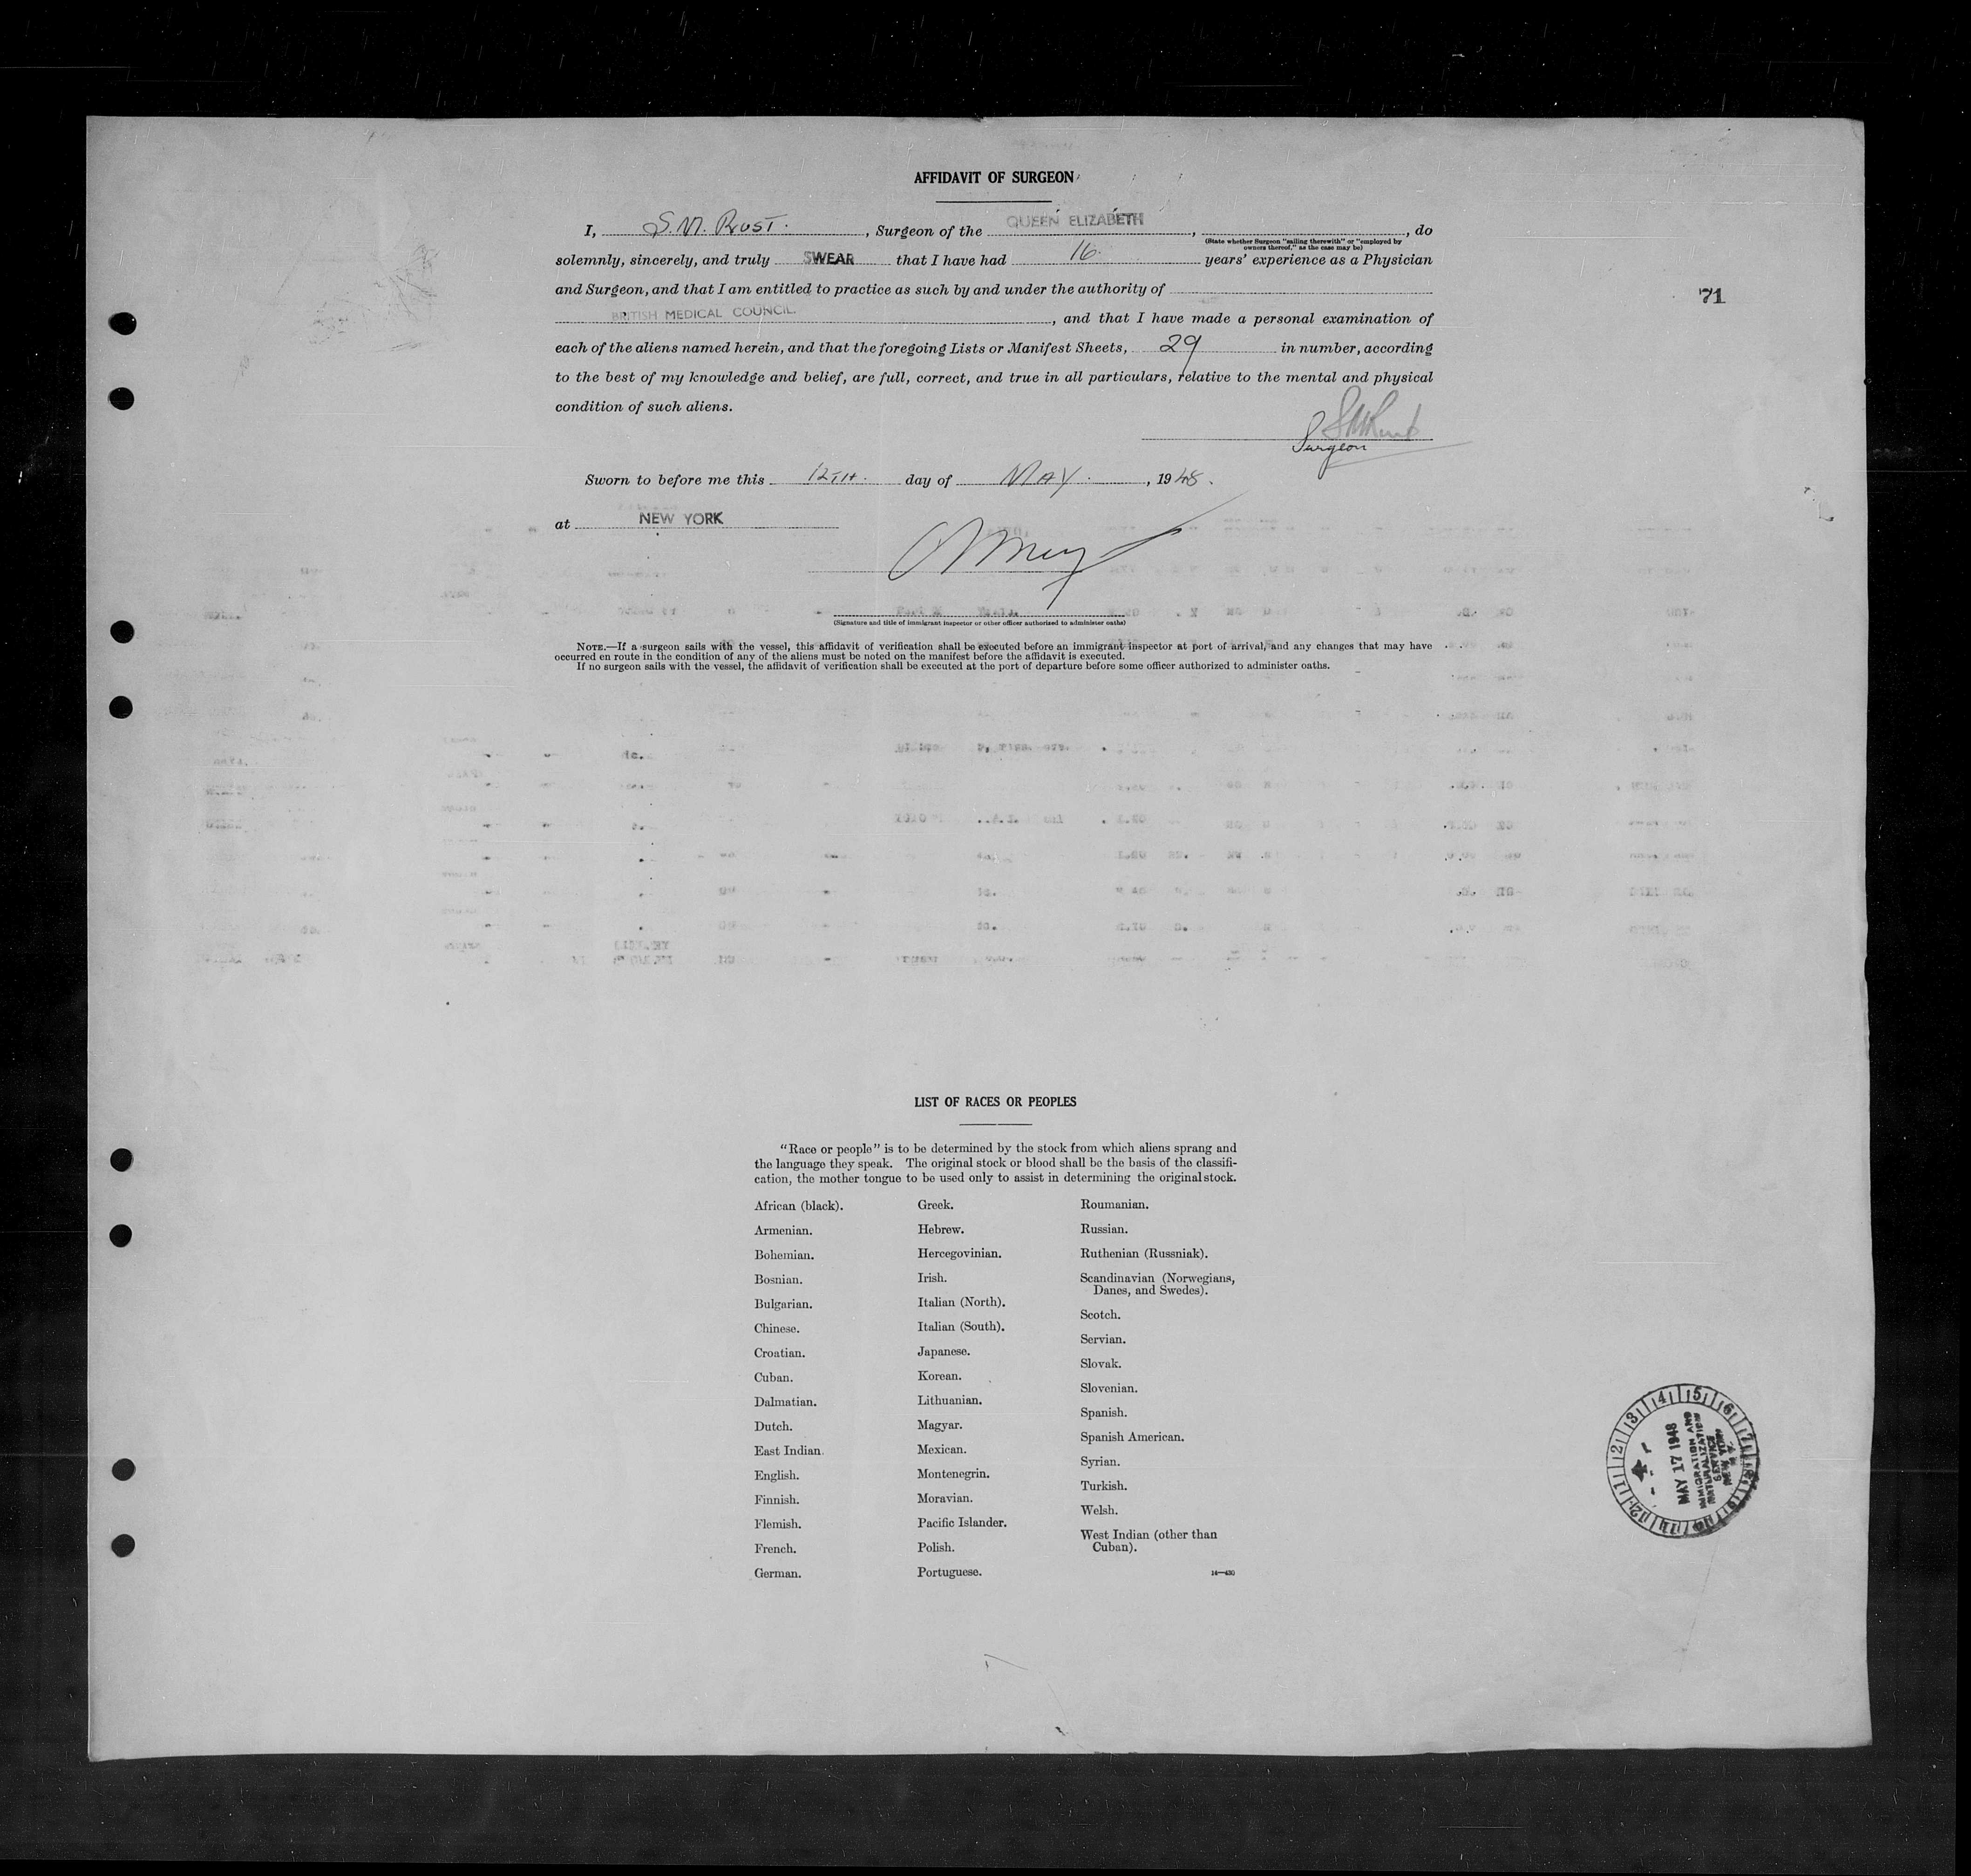 AFFIDAVIT OF SURGEON
I, S. M. RUST. , Surgeon of the QUEEN ELIZABETH , , do
(State whether Surgeon "sailing therewith" or "employed by
owners thereof," as the case may be)
solemnly, sincerely, and truly SWEAR that I have had 16. years' experience as a Physician
and Surgeon, and that I am entitled to practice as such by and under the authority of
71
BRITISH MEDICAL COUNCIL. , and that I have made a personal examination of
each of the aliens named herein, and that the foregoing Lists or Manifest Sheets, 29 in number, according
to the best of my knowledge and belief, are full, correct, and true in all particulars, relative to the mental and physical
condition of such aliens.
Surgeon
Sworn to before me this 12TH. day of MAY. , 1948.
at NEW YORK
(Signature and title of immigrant inspector or other officer authorized to administer oaths)
NOTE.—If a surgeon sails with the vessel, this affidavit of verification shall be executed before an immigrant inspector at port of arrival, and any changes that may have
occurred en route in the condition of any of the aliens must be noted on the manifest before the affidavit is executed.
If no surgeon sails with the vessel, the affidavit of verification shall be executed at the port of departure before some officer authorized to administer oaths.
LIST OF RACES OR PEOPLES
"Race or people" is to be determined by the stock from which aliens sprang and
the language they speak. The original stock or blood shall be the basis of the classifi-
cation, the mother tongue to be used only to assist in determining the original stock.
African (black).
Armenian.
Bohemian.
Bosnian.
Bulgarian.
Chinese.
Croatian.
Cuban.
Dalmatian.
Dutch.
East Indian.
English.
Finnish.
Flemish.
French.
German.
Greek.
Hebrew.
Hercegovinian.
Irish.
Italian (North).
Italian (South).
Japanese.
Korean.
Lithuanian.
Magyar.
Mexican.
Montenegrin.
Moravian.
Pacific Islander.
Polish.
Portuguese.
Roumanian.
Russian.
Ruthenian (Russniak).
Scandinavian (Norwegians,
Danes, and Swedes).
Scotch.
Servian.
Slovak.
Slovenian.
Spanish.
Spanish American.
Syrian.
Turkish.
Welsh.
West Indian (other than
Cuban).
14—430
MAY 17 1948
IMMIGRATION AND
NATURALIZATION
SERVICE
NEW YORK
N. Y.